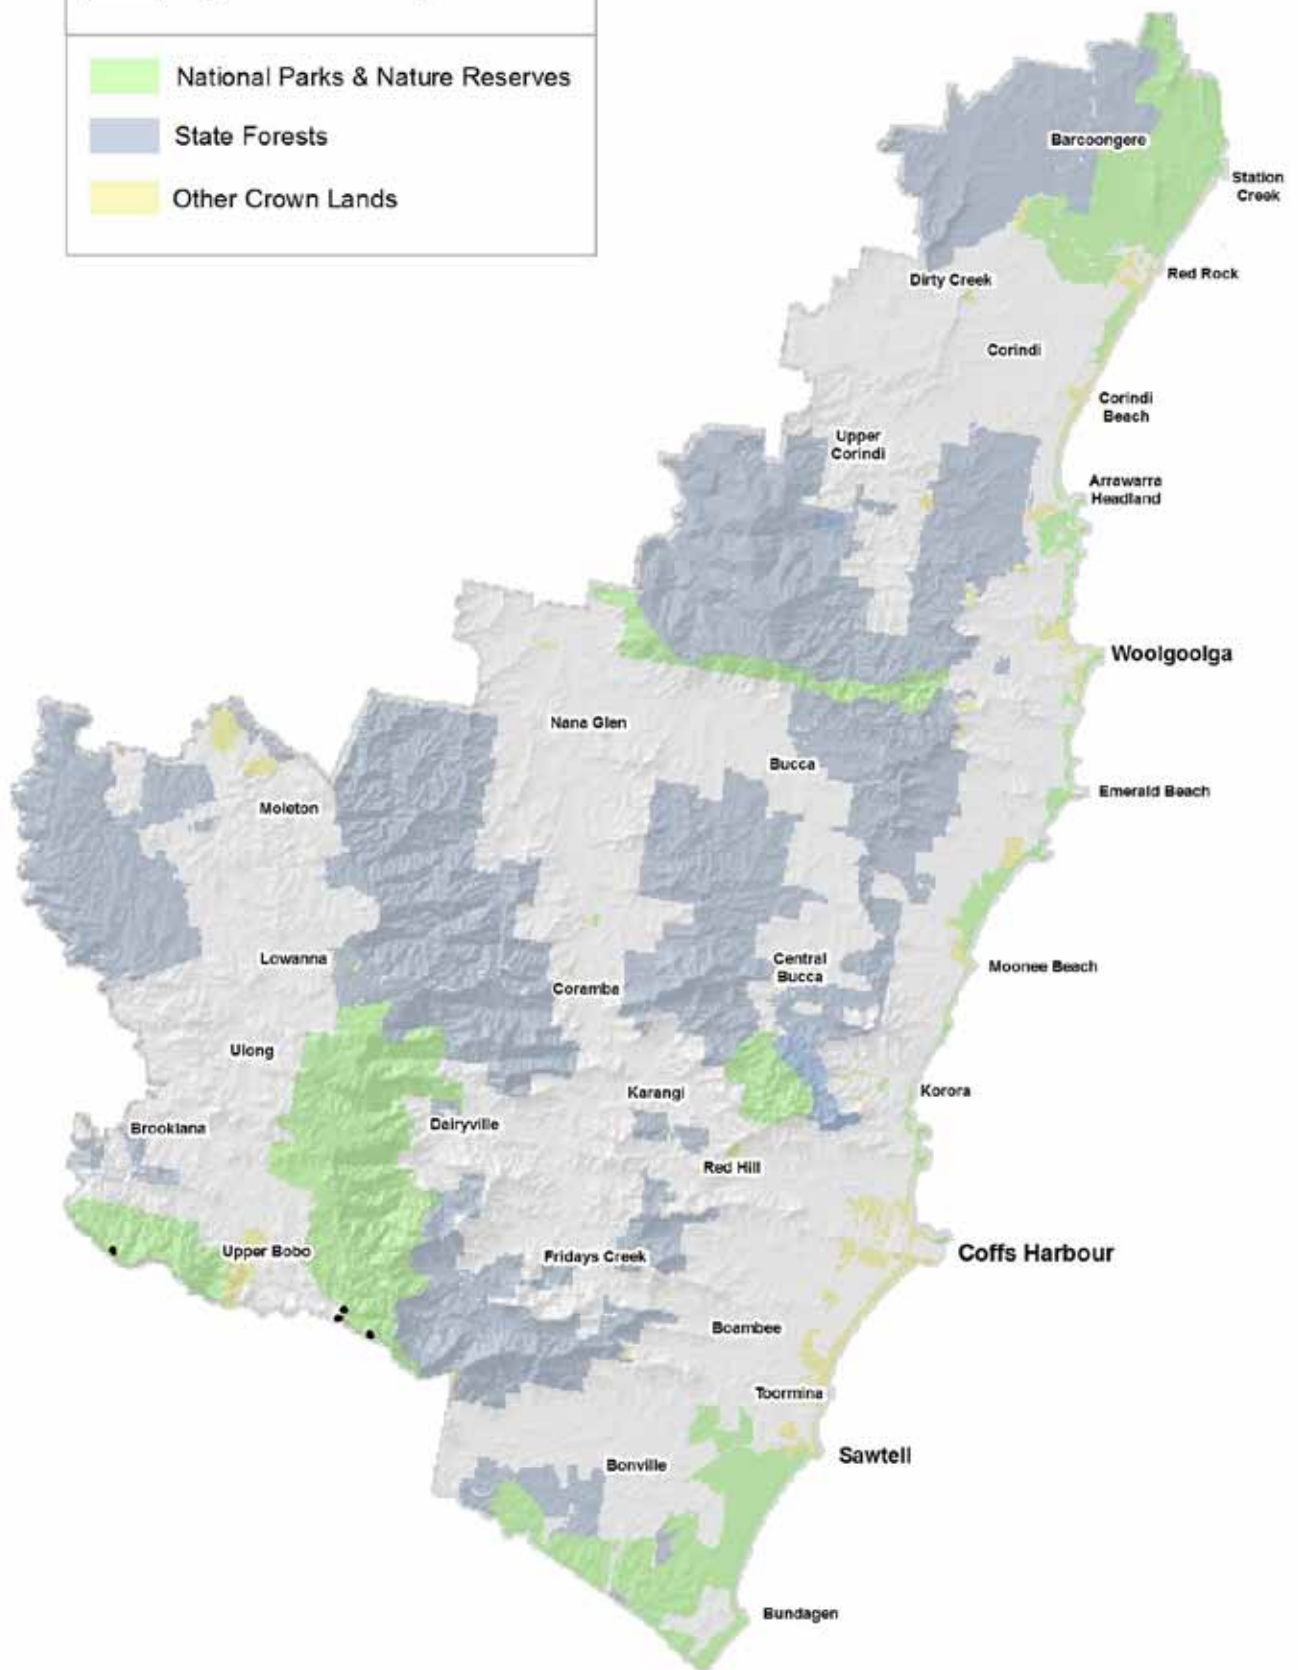 National Parks & Nature Reserves
State Forests
Other Crown Lands
Barcoongere
Station
Creek
Red Rock
Dirty Creek
Corindi
Corindi
Beach
Upper
Corindi
Arrawarra
Headland
Woolgoolga
Nana Glen
Bucca
Emerald Beach
Moleton
Lowanna
Central
Bucca
Moonee Beach
Coramba
Ulong
Karangi
Korora
Brooklana
Dairyville
Red Hill
Upper Bobo
Fridays Creek
Coffs Harbour
Boambee
Toormina
Sawtell
Bonville
Bundagen